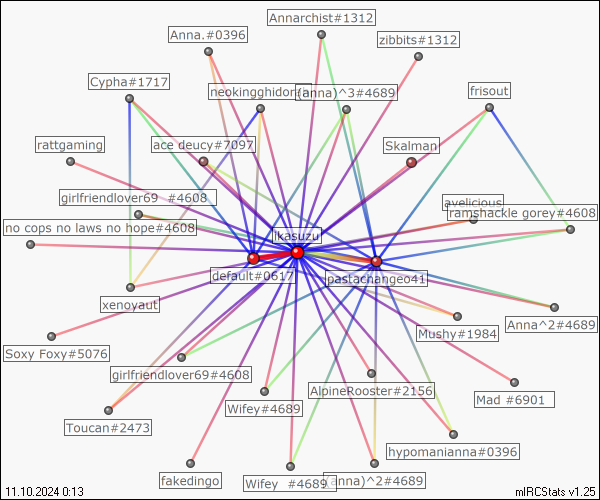 Annarchist#1312
Anna.#0396
zibbits#1312
Cypha#1717
neokingghidor
(anna)^3#4689
frisout
rattgaming
ace deucy#7097
Skalman
girlfriendlover69 #4608
avelicious
ramshackle gorey#4608
no cops no laws no hope#4608
ikasuzu
default#0617
pastachange041
xenovaut
Anna^2#4689
Mushy#1984
Soxy Foxy#5076
girlfriendlover69#4608
AlpineRooster#2156
Mad #6901
Wifey#4689
Toucan#2473
hypomanianna#0396
fakedingo
Wifey #4689
(anna)^2#4689
11.10.2024 0:13
mIRCStats v1.25